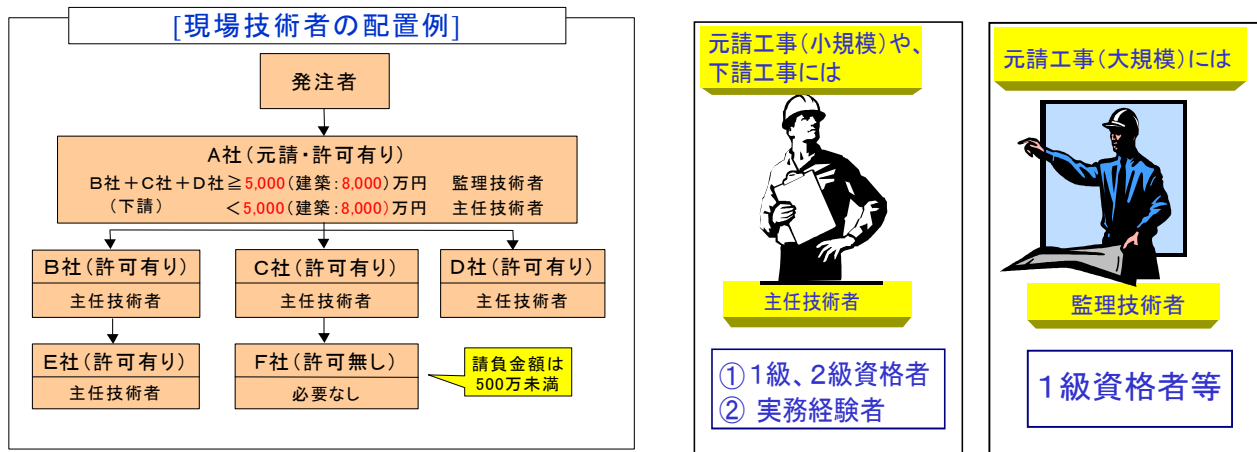 [現場技術者の配置例]
発注者
A社(元請・許可有り)
B社+C社+D社≧5,000(建築:8,000)万円 監理技術者
(下請) <5,000(建築:8,000)万円 主任技術者
B社(許可有り)
主任技術者
C社(許可有り)
主任技術者
D社(許可有り)
主任技術者
E社(許可有り)
主任技術者
F社(許可無し)
必要なし
請負金額は
500万未満
元請工事(小規模)や、
下請工事には
主任技術者
①1級、2級資格者
② 実務経験者
元請工事(大規模)には
監理技術者
1級資格者等